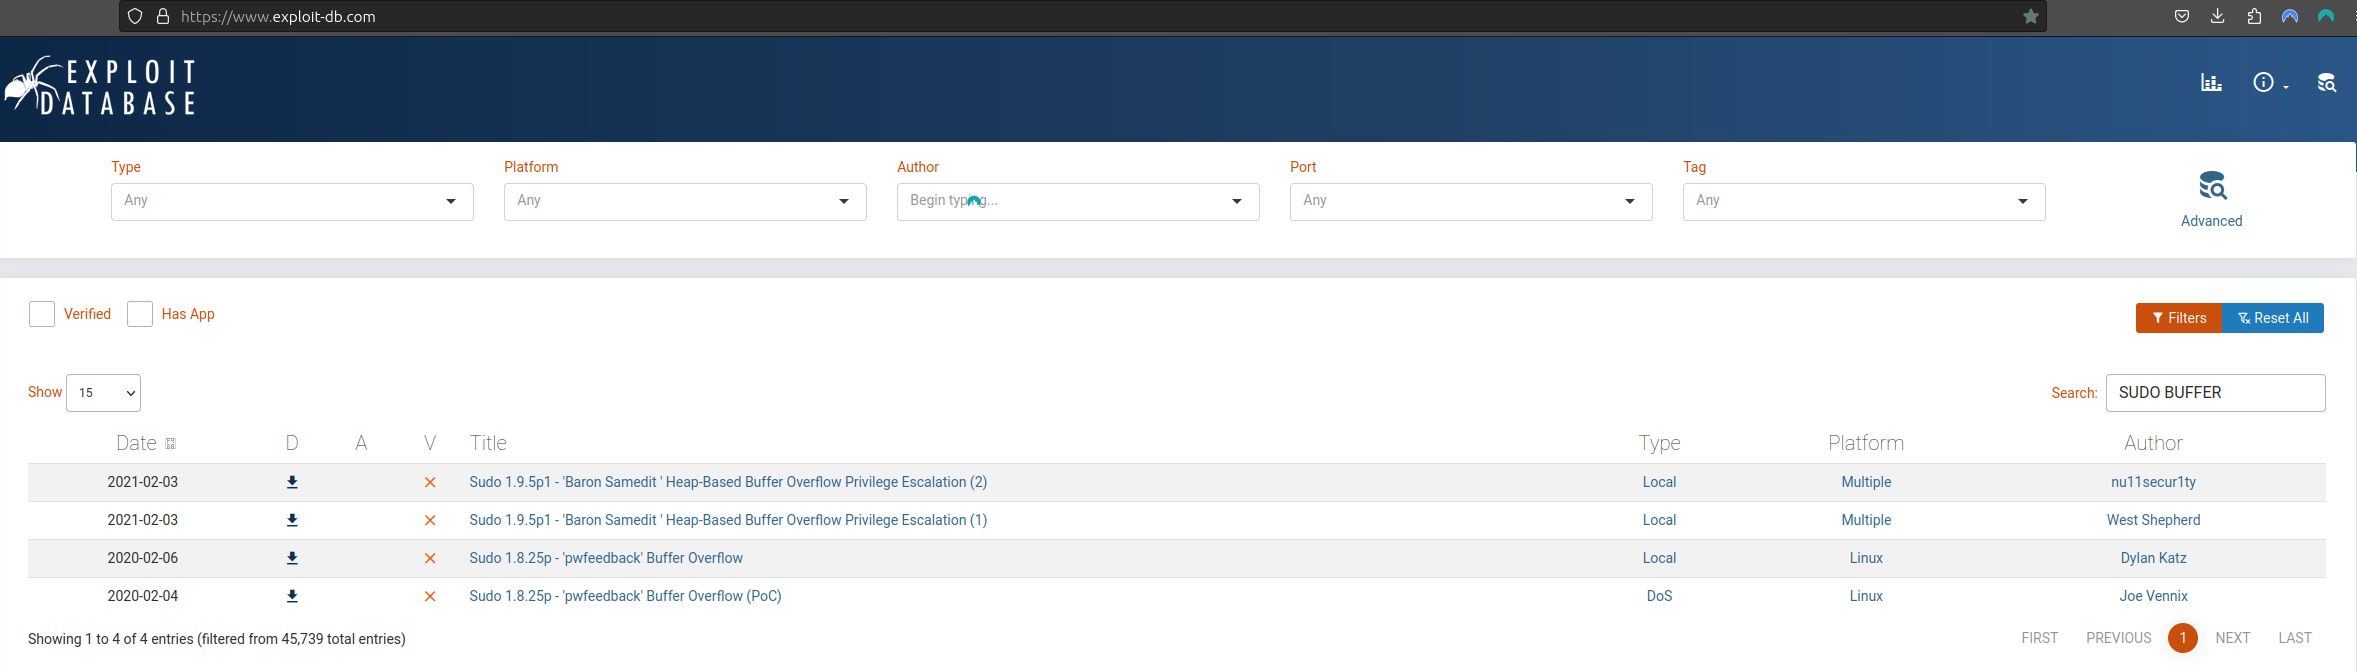 https://www.exploit-db.com
EXPLOIT
DATABASE
Type
Platform
Author
Port
Tag
Any
Any
Begin typing...
Any
Any
Advanced
Verified
Has App
Filters
Reset All
Show 15
Search: SUDO BUFFER
Date D A V Title Type Platform Author
2021-02-03 Sudo 1.9.5p1 - 'Baron Samedit ' Heap-Based Buffer Overflow Privilege Escalation (2) Local Multiple nu11secur1ty
2021-02-03 Sudo 1.9.5p1 - 'Baron Samedit ' Heap-Based Buffer Overflow Privilege Escalation (1) Local Multiple West Shepherd
2020-02-06 Sudo 1.8.25p - 'pwfeedback' Buffer Overflow Local Linux Dylan Katz
2020-02-04 Sudo 1.8.25p - 'pwfeedback' Buffer Overflow (PoC) DoS Linux Joe Vennix
Showing 1 to 4 of 4 entries (filtered from 45,739 total entries)
FIRST PREVIOUS 1 NEXT LAST